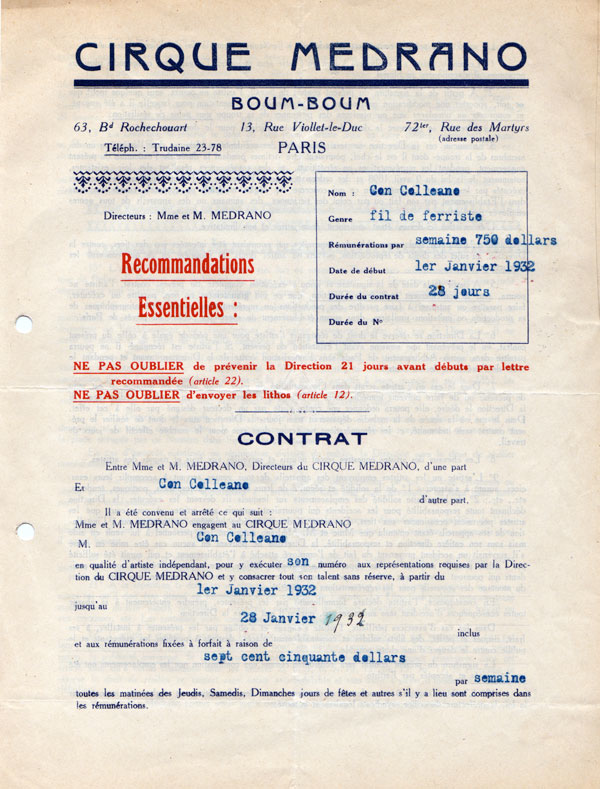 CIRQUE MEDRANO
BOUM-BOUM
63, Bd Rochechouart 13, Rue Viollet-le-Duc 72ter, Rue des Martyrs
(adresse postale)
Téléph. : Trudaine 23-78 PARIS
Directeurs : Mme et M. MEDRANO
Recommandations
Essentielles :
Nom : Con Colleano
Genre fil de ferriste
Rémunérations par semaine 750 dollars
Date de début 1er Janvier 1932
Durée du contrat 28 jours
Durée du No
NE PAS OUBLIER de prévenir la Direction 21 jours avant débuts par lettre
recommandée (article 22).
NE PAS OUBLIER d'envoyer les lithos (article 12).
CONTRAT
Entre Mme et M. MEDRANO, Directeurs du CIRQUE MEDRANO, d'une part
Et Con Colleano
d'autre part,
Il a été convenu et arrêté ce qui suit :
Mme et M. MEDRANO engagent au CIRQUE MEDRANO
M. Con Colleano
en qualité d'artiste indépendant, pour y exécuter son numéro aux représentations requises par la Direc-
tion du CIRQUE MEDRANO et y consacrer tout son talent sans réserve, à partir du
1er Janvier 1932
jusqu'au
28 Janvier 1932
inclus
et aux rémunérations fixées à forfait à raison de
sept cent cinquante dollars
par semaine
toutes les matinées des Jeudis, Samedis, Dimanches jours de fêtes et autres s'il y a lieu sont comprises dans
les rémunérations.